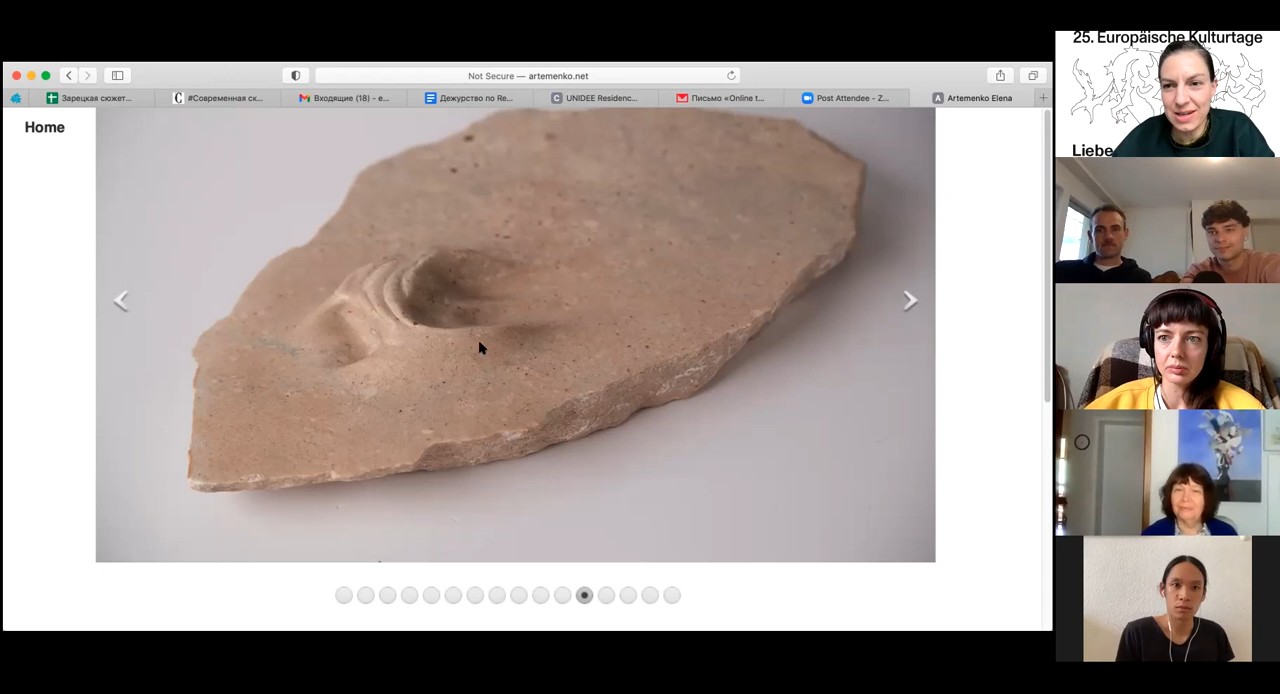 Not Secure — artemenko.net
Зарецкая сюжет...
#Современная ск...
Входящие (18) - e...
Дежурство по Re...
UNIDEE Residenc...
Письмо «Online t...
Post Attendee - Z...
A Artemenko Elena
Home
25. Europäische Kulturtage
Liebe